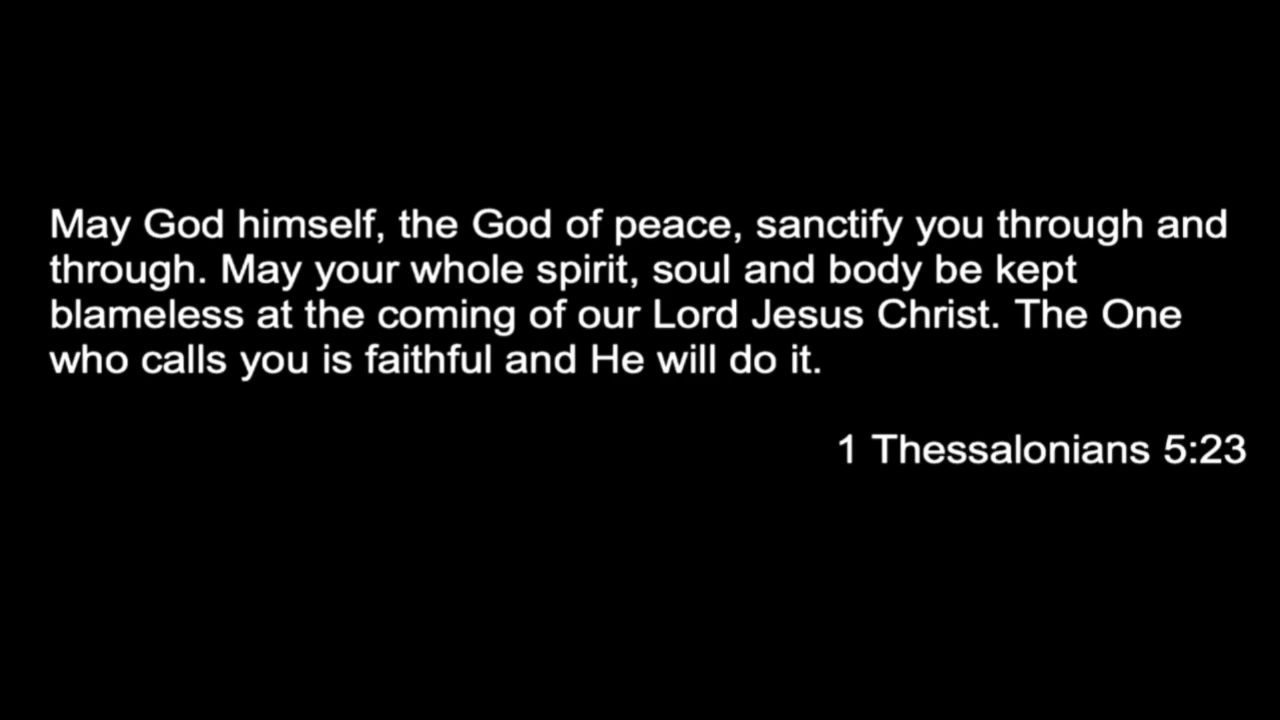 May God himself, the God of peace, sanctify you through and
through. May your whole spirit, soul and body be kept
blameless at the coming of our Lord Jesus Christ. The One
who calls you is faithful and He will do it.
1 Thessalonians 5:23